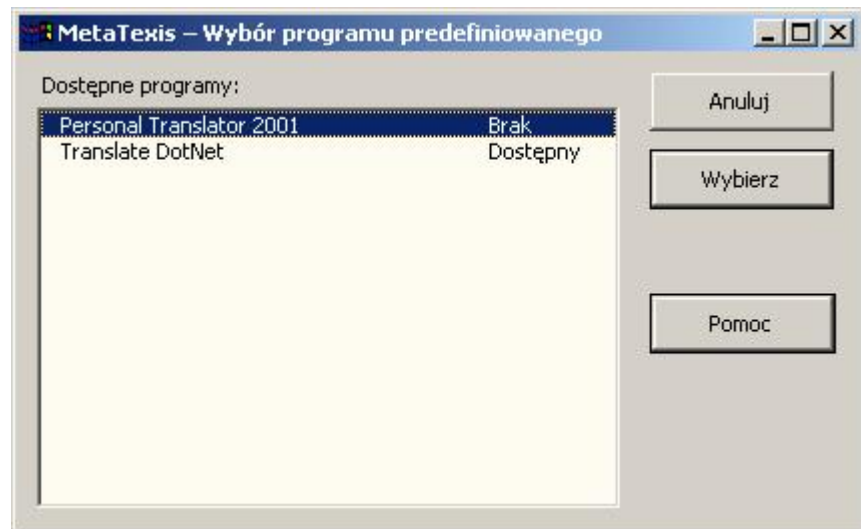 MetaTexis – Wybór programu predefiniowanego
Dostępne programy:
Personal Translator 2001 Brak
Translate DotNet Dostępny
Anuluj
Wybierz
Pomoc